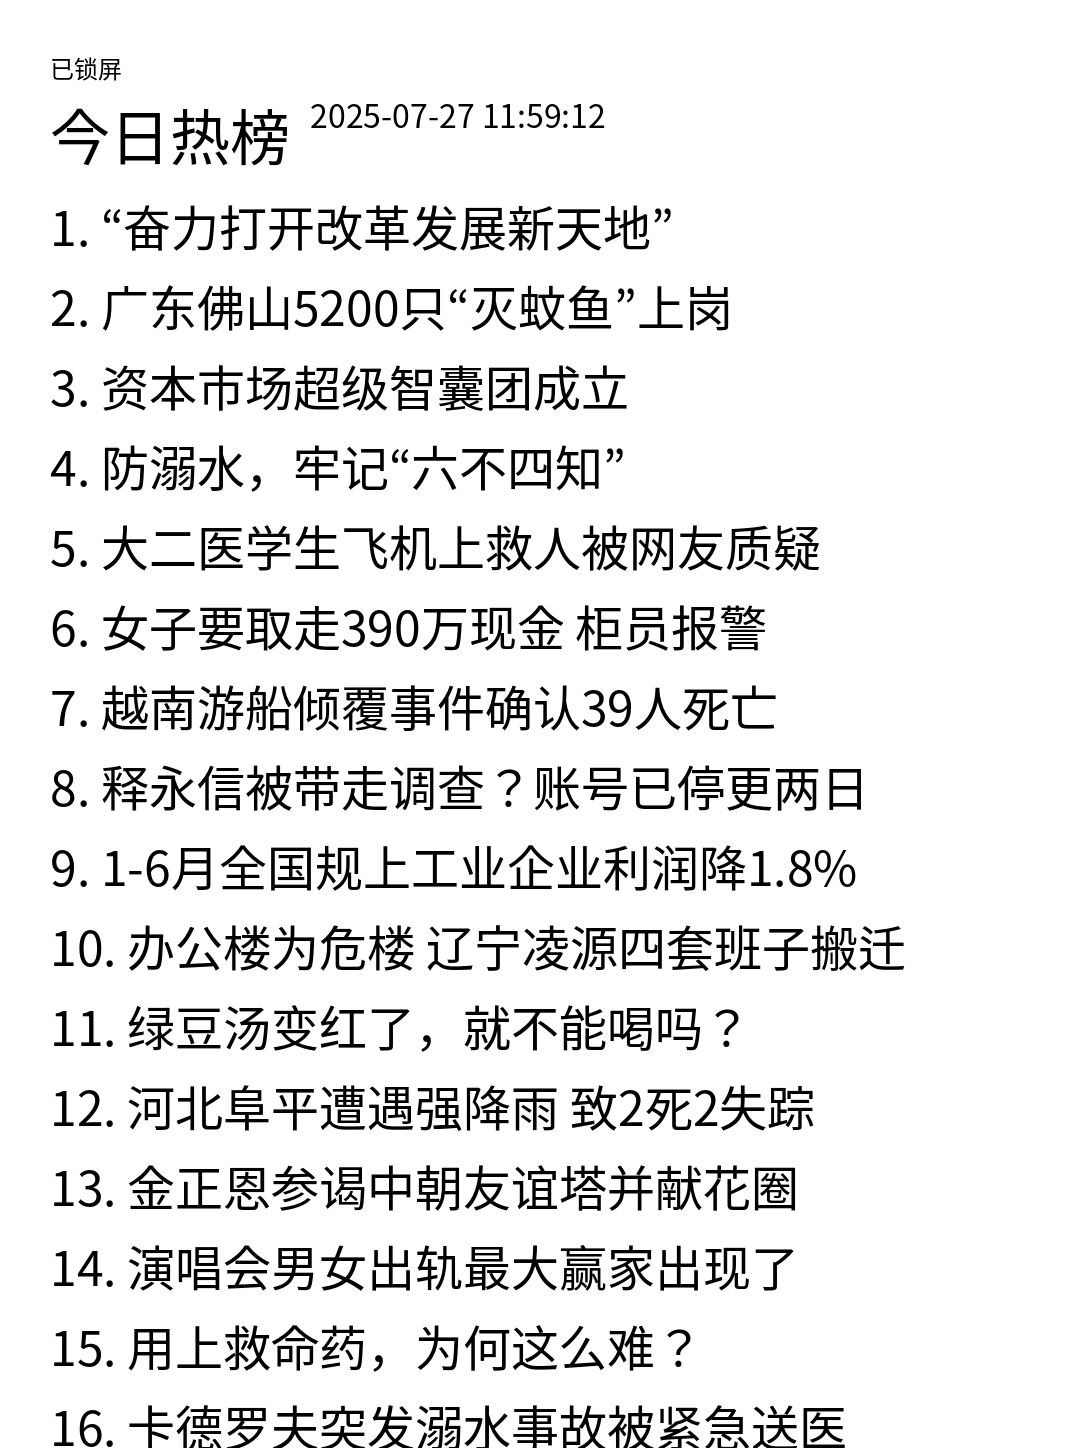 已锁屏
今日热榜 2025-07-27 11:59:12
1. “奋力打开改革发展新天地”
2. 广东佛山5200只“灭蚊鱼”上岗
3. 资本市场超级智囊团成立
4. 防溺水，牢记“六不四知”
5. 大二医学生飞机上救人被网友质疑
6. 女子要取走390万现金 柜员报警
7. 越南游船倾覆事件确认39人死亡
8. 释永信被带走调查？账号已停更两日
9. 1-6月全国规上工业企业利润降1.8%
10. 办公楼为危楼 辽宁凌源四套班子搬迁
11. 绿豆汤变红了，就不能喝吗？
12. 河北阜平遭遇强降雨 致2死2失踪
13. 金正恩参谒中朝友谊塔并献花圈
14. 演唱会男女出轨最大赢家出现了
15. 用上救命药，为何这么难？
16. 卡德罗夫突发溺水事故被紧急送医